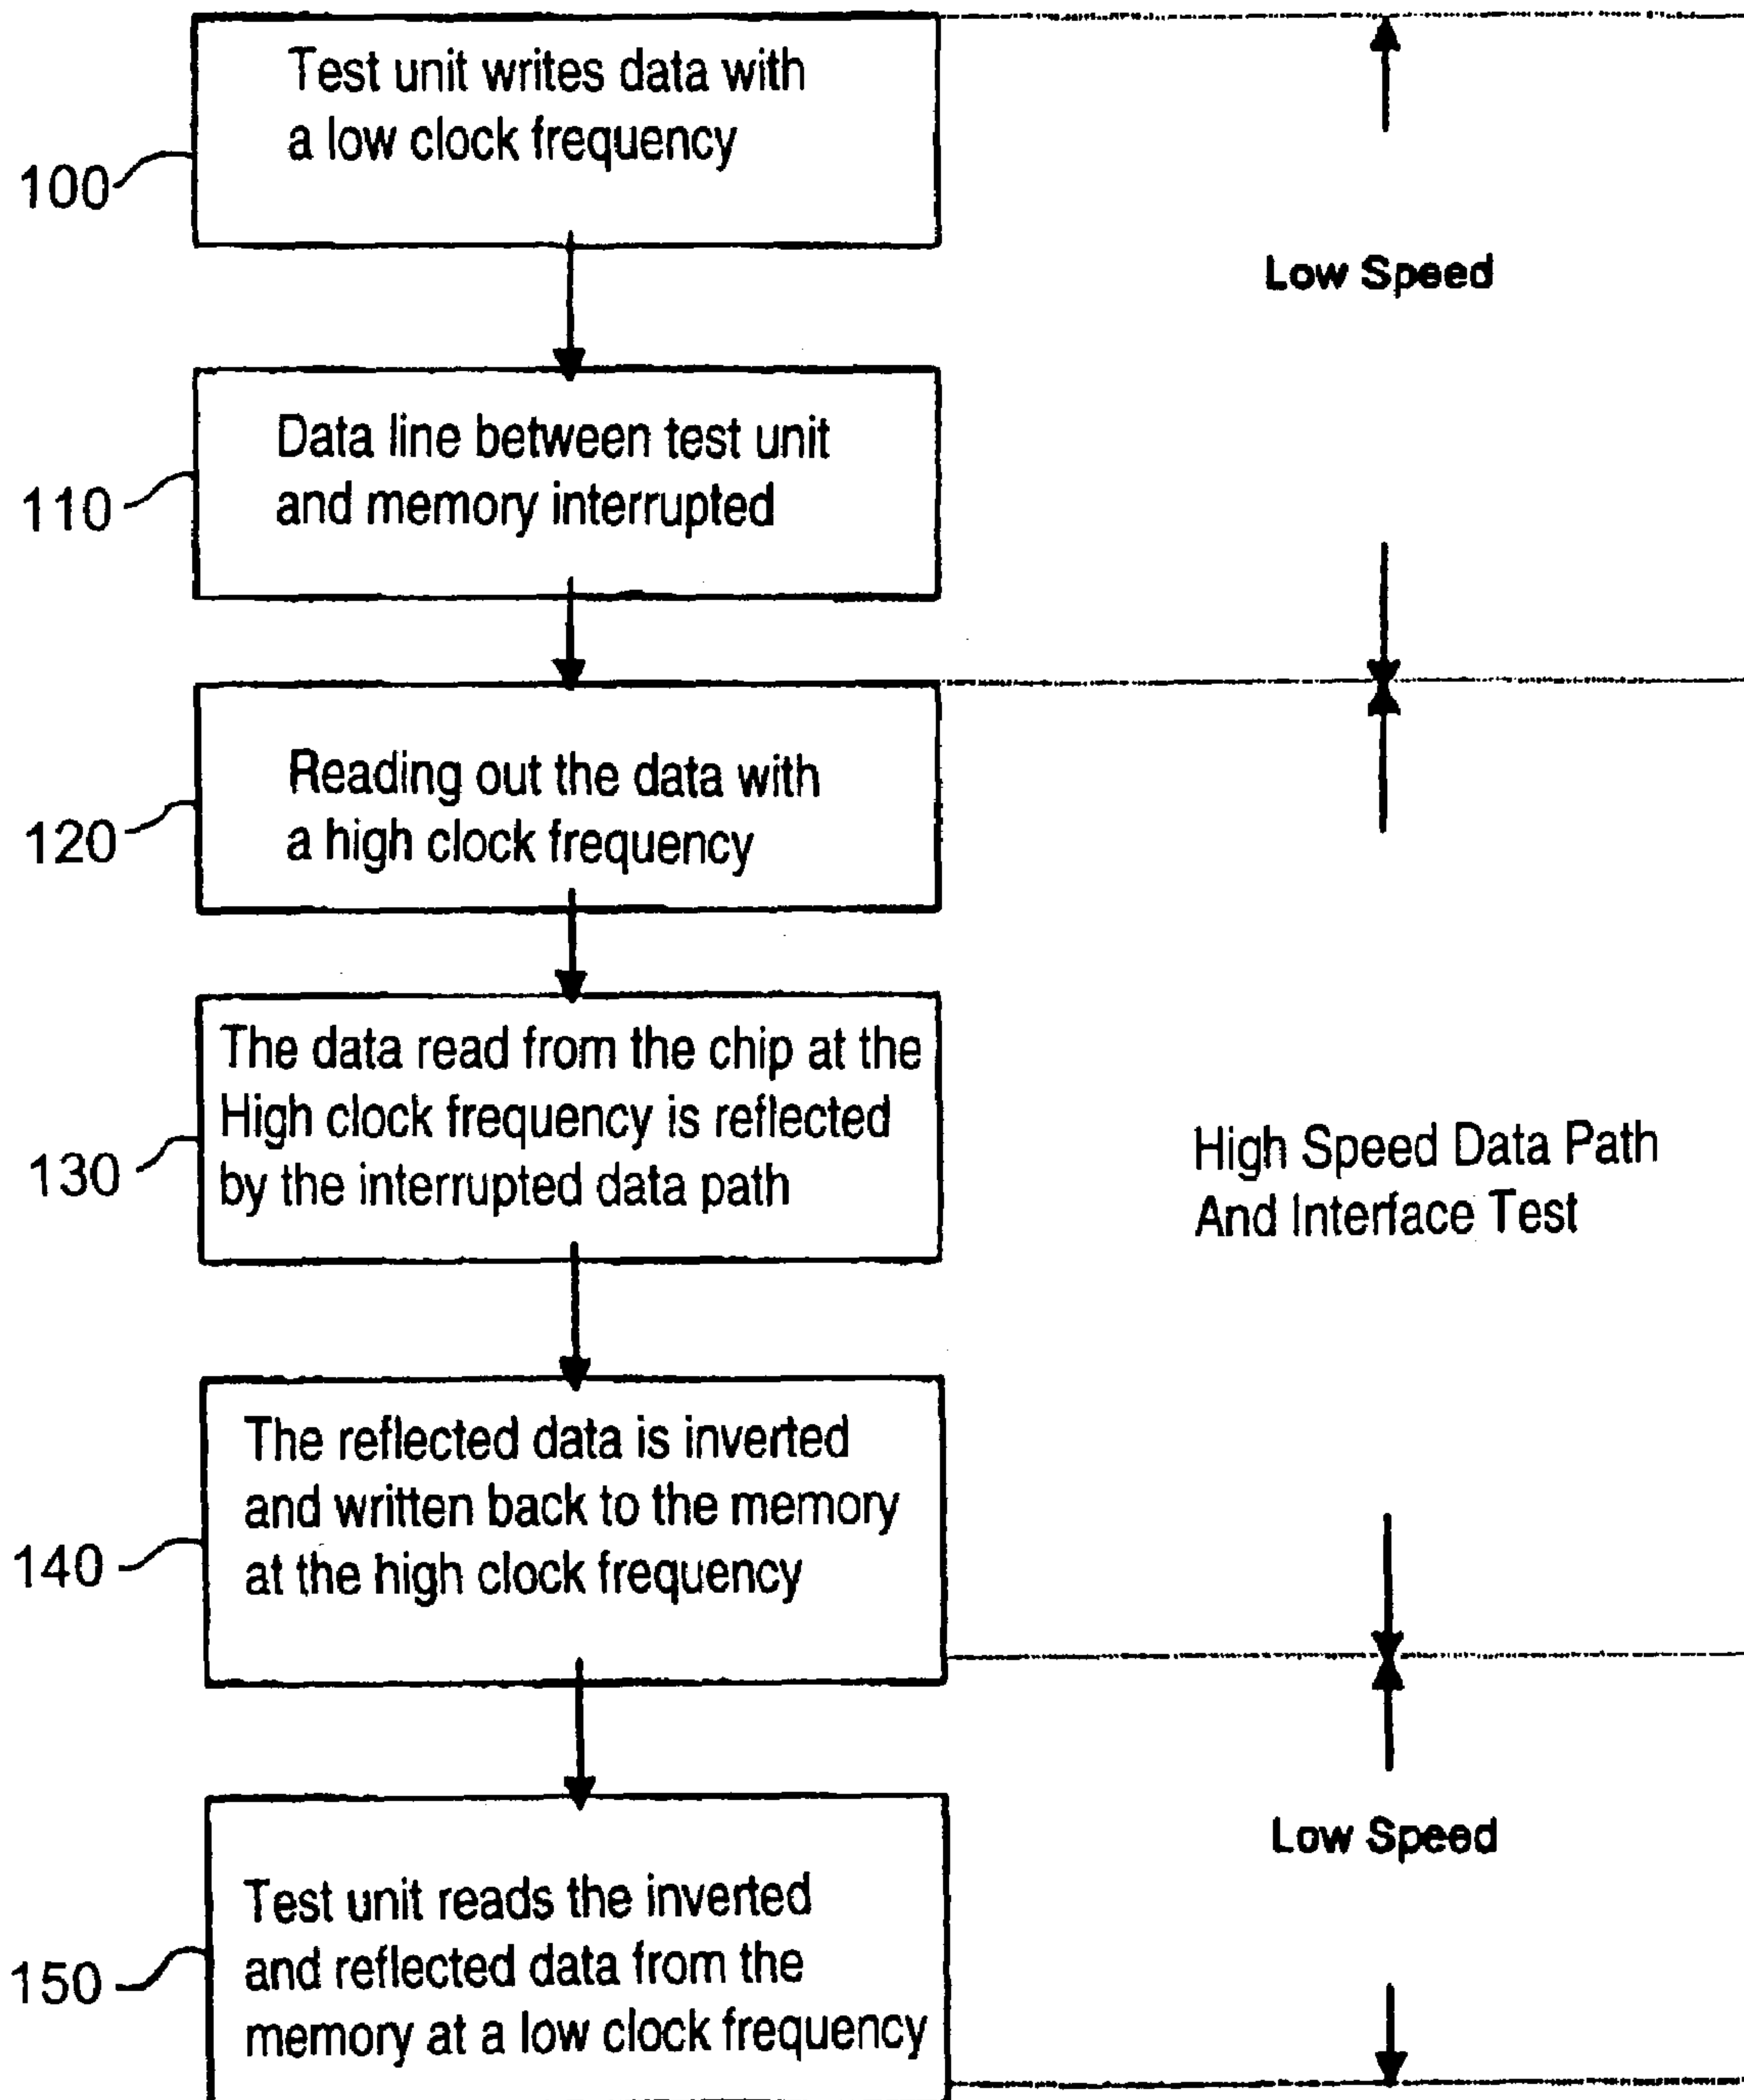 Test unit writes data with
a low clock frequency
100
Low Speed
Data line between test unit
and memory interrupted
110
Reading out the data with
a high clock frequency
120
The data read from the chip at the
High clock frequency is reflected
by the interrupted data path
130
High Speed Data Path
And Interface Test
The reflected data is inverted
and written back to the memory
at the high clock frequency
140
Low Speed
Test unit reads the inverted
and reflected data from the
memory at a low clock frequency
150